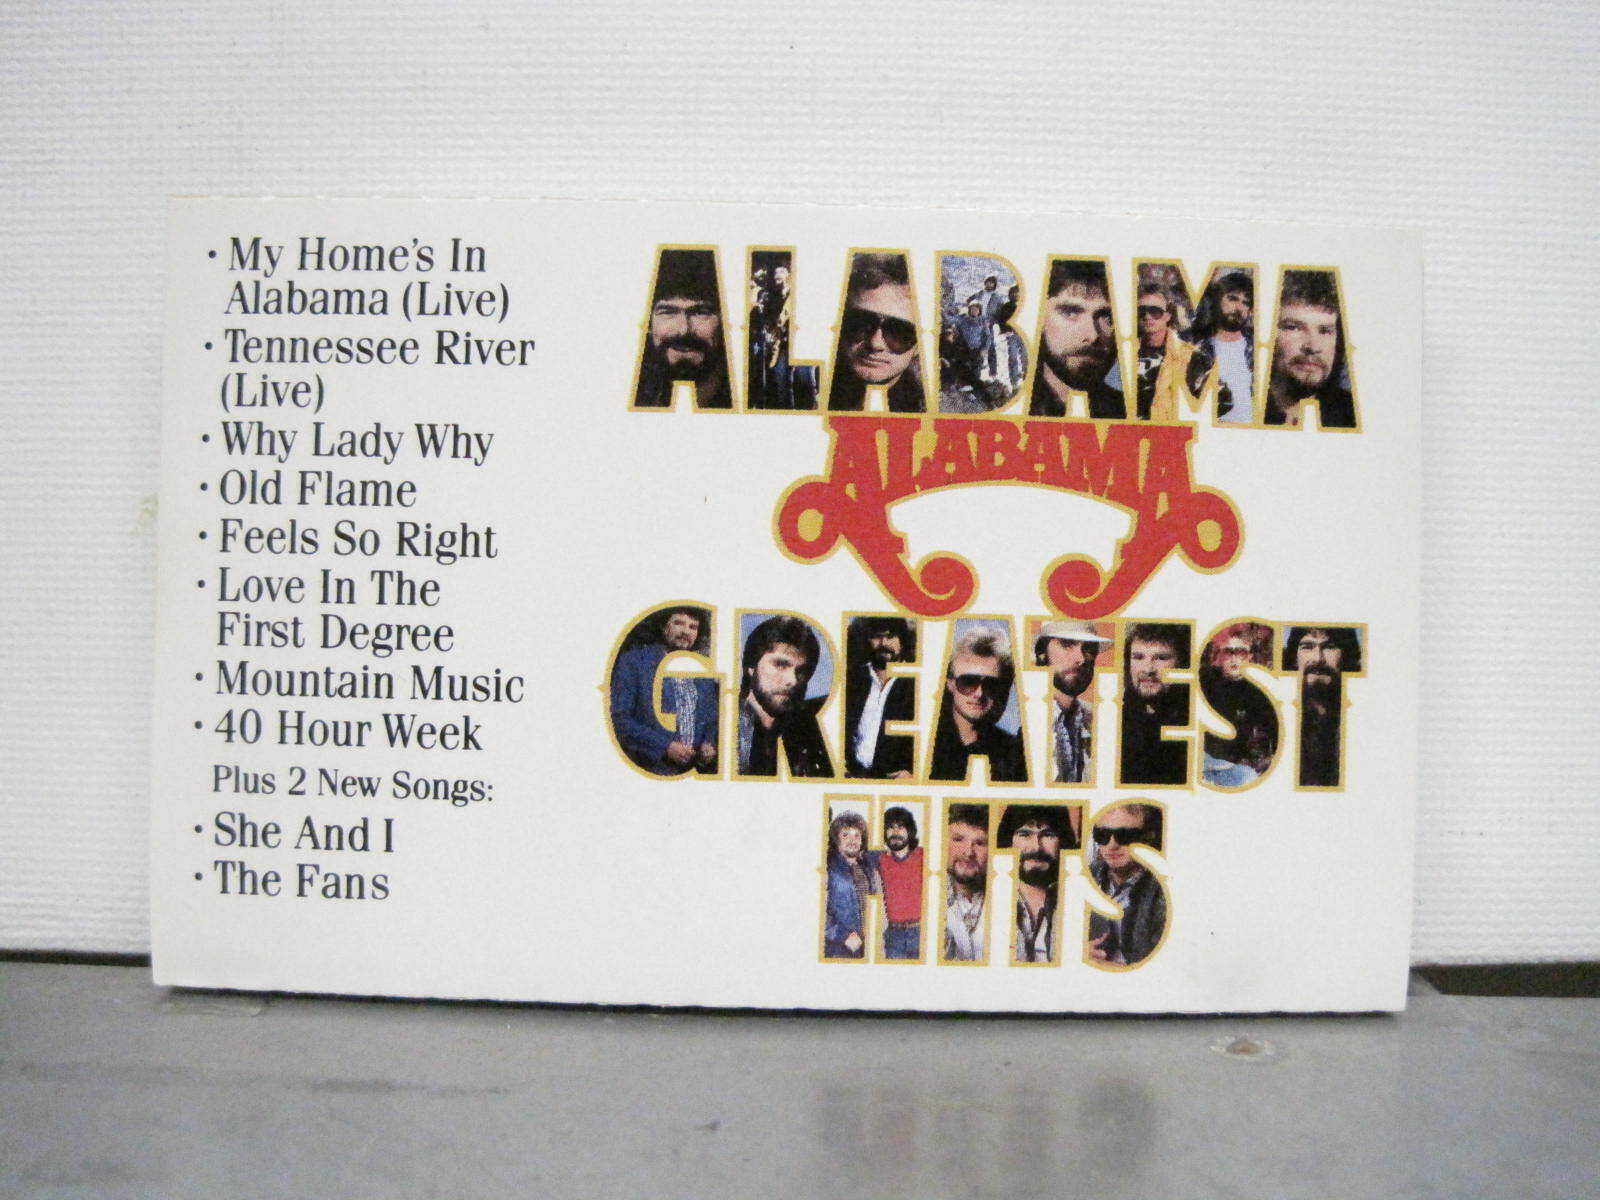 · My Home's In
Alabama (Live)
· Tennessee River
(Live)
· Why Lady Why
· Old Flame
· Feels So Right
· Love In The
First Degree
· Mountain Music
· 40 Hour Week
Plus 2 New Songs:
· She And I
· The Fans
ALABAMA
ALABAMA
GREATEST
HITS